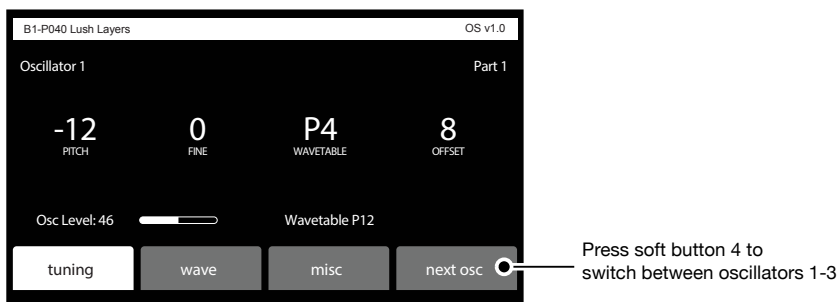 B1-P040 Lush Layers OS v1.0
Oscillator 1 Part 1
-12 0 P4 8
PITCH FINE WAVETABLE OFFSET
Osc Level: 46 Wavetable P12
tuning wave misc next osc
Press soft button 4 to
switch between oscillators 1-3